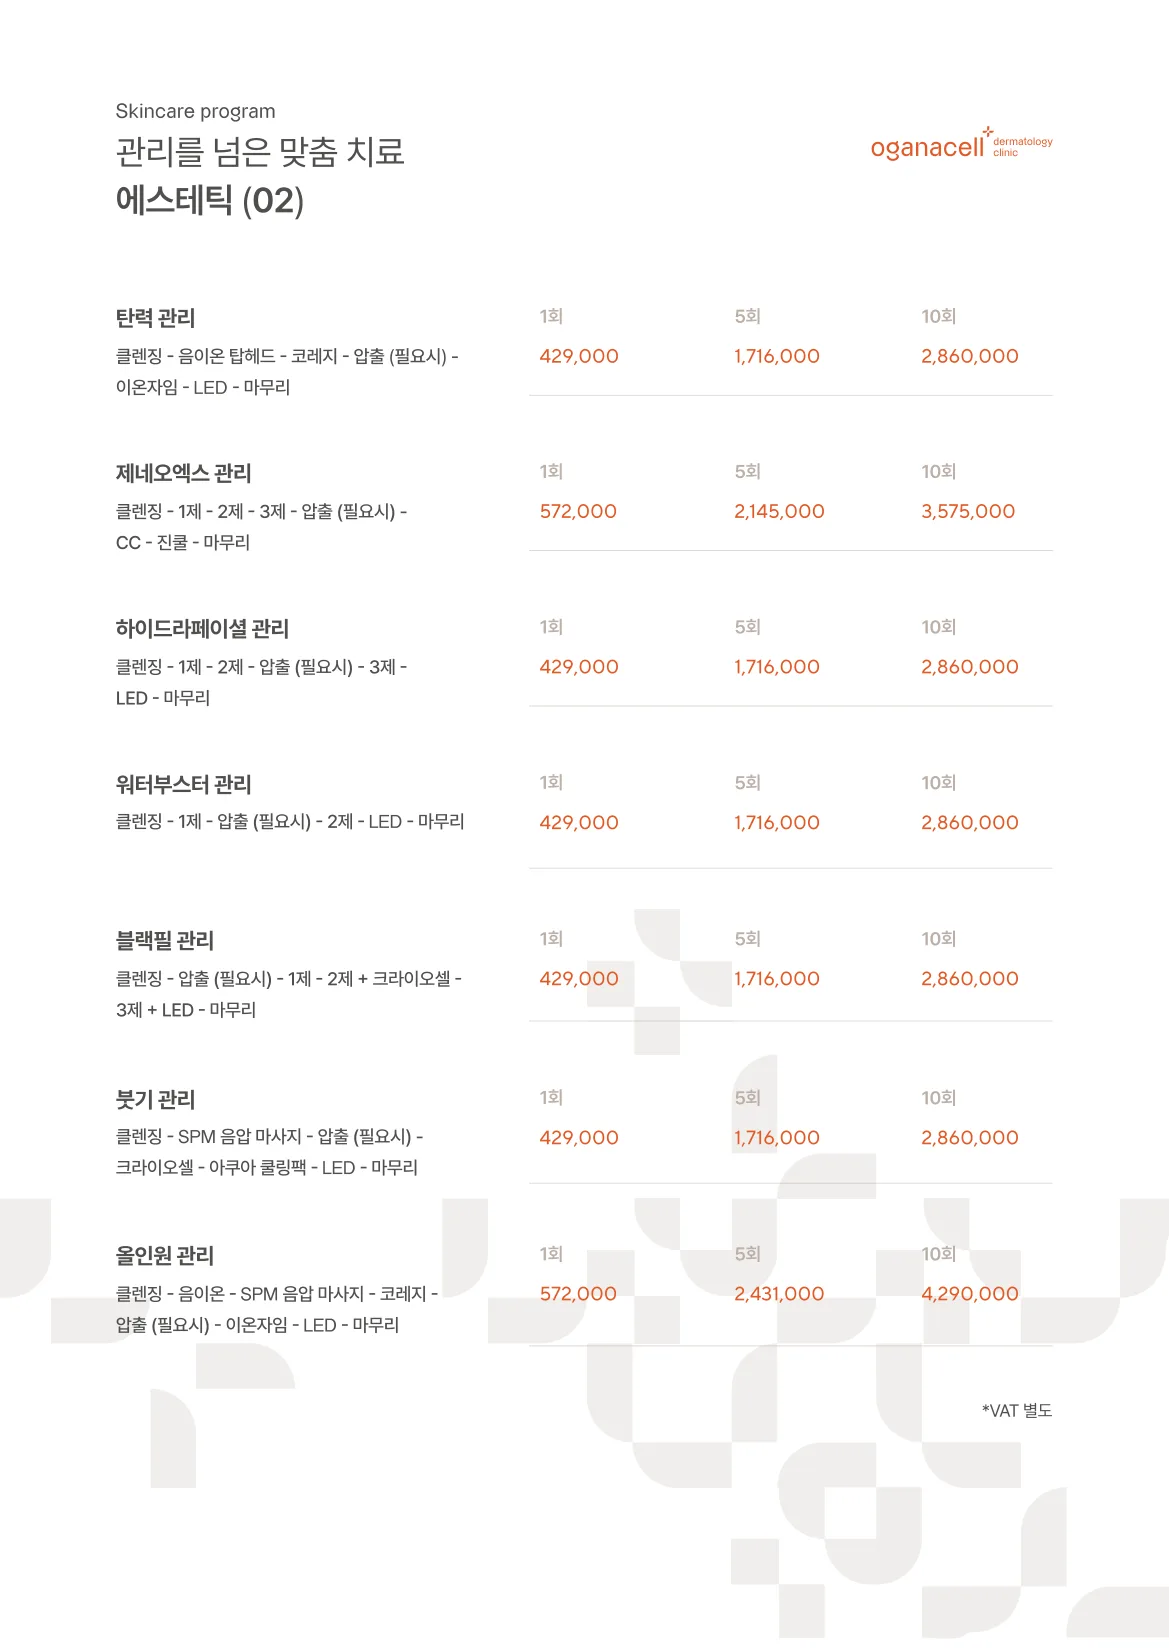 Skincare program
관리를 넘은 맞춤 치료
에스테틱 (02)
oganacell dermatology clinic
탄력 관리
클렌징 - 음이온 탑헤드 - 코레지 - 압출 (필요시) -
이온자임 - LED - 마무리
1회 5회 10회
429,000 1,716,000 2,860,000
제네오엑스 관리
클렌징 - 1제 - 2제 - 3제 - 압출 (필요시) -
CC - 진쿨 - 마무리
1회 5회 10회
572,000 2,145,000 3,575,000
하이드라페이셜 관리
클렌징 - 1제 - 2제 - 압출 (필요시) - 3제 -
LED - 마무리
1회 5회 10회
429,000 1,716,000 2,860,000
워터부스터 관리
클렌징 - 1제 - 압출 (필요시) - 2제 - LED - 마무리
1회 5회 10회
429,000 1,716,000 2,860,000
블랙필 관리
클렌징 - 압출 (필요시) - 1제 - 2제 + 크라이오셀 -
3제 + LED - 마무리
1회 5회 10회
429,000 1,716,000 2,860,000
붓기 관리
클렌징 - SPM 음압 마사지 - 압출 (필요시) -
크라이오셀 - 아쿠아 쿨링팩 - LED - 마무리
1회 5회 10회
429,000 1,716,000 2,860,000
올인원 관리
클렌징 - 음이온 - SPM 음압 마사지 - 코레지 -
압출 (필요시) - 이온자임 - LED - 마무리
1회 5회 10회
572,000 2,431,000 4,290,000
*VAT 별도